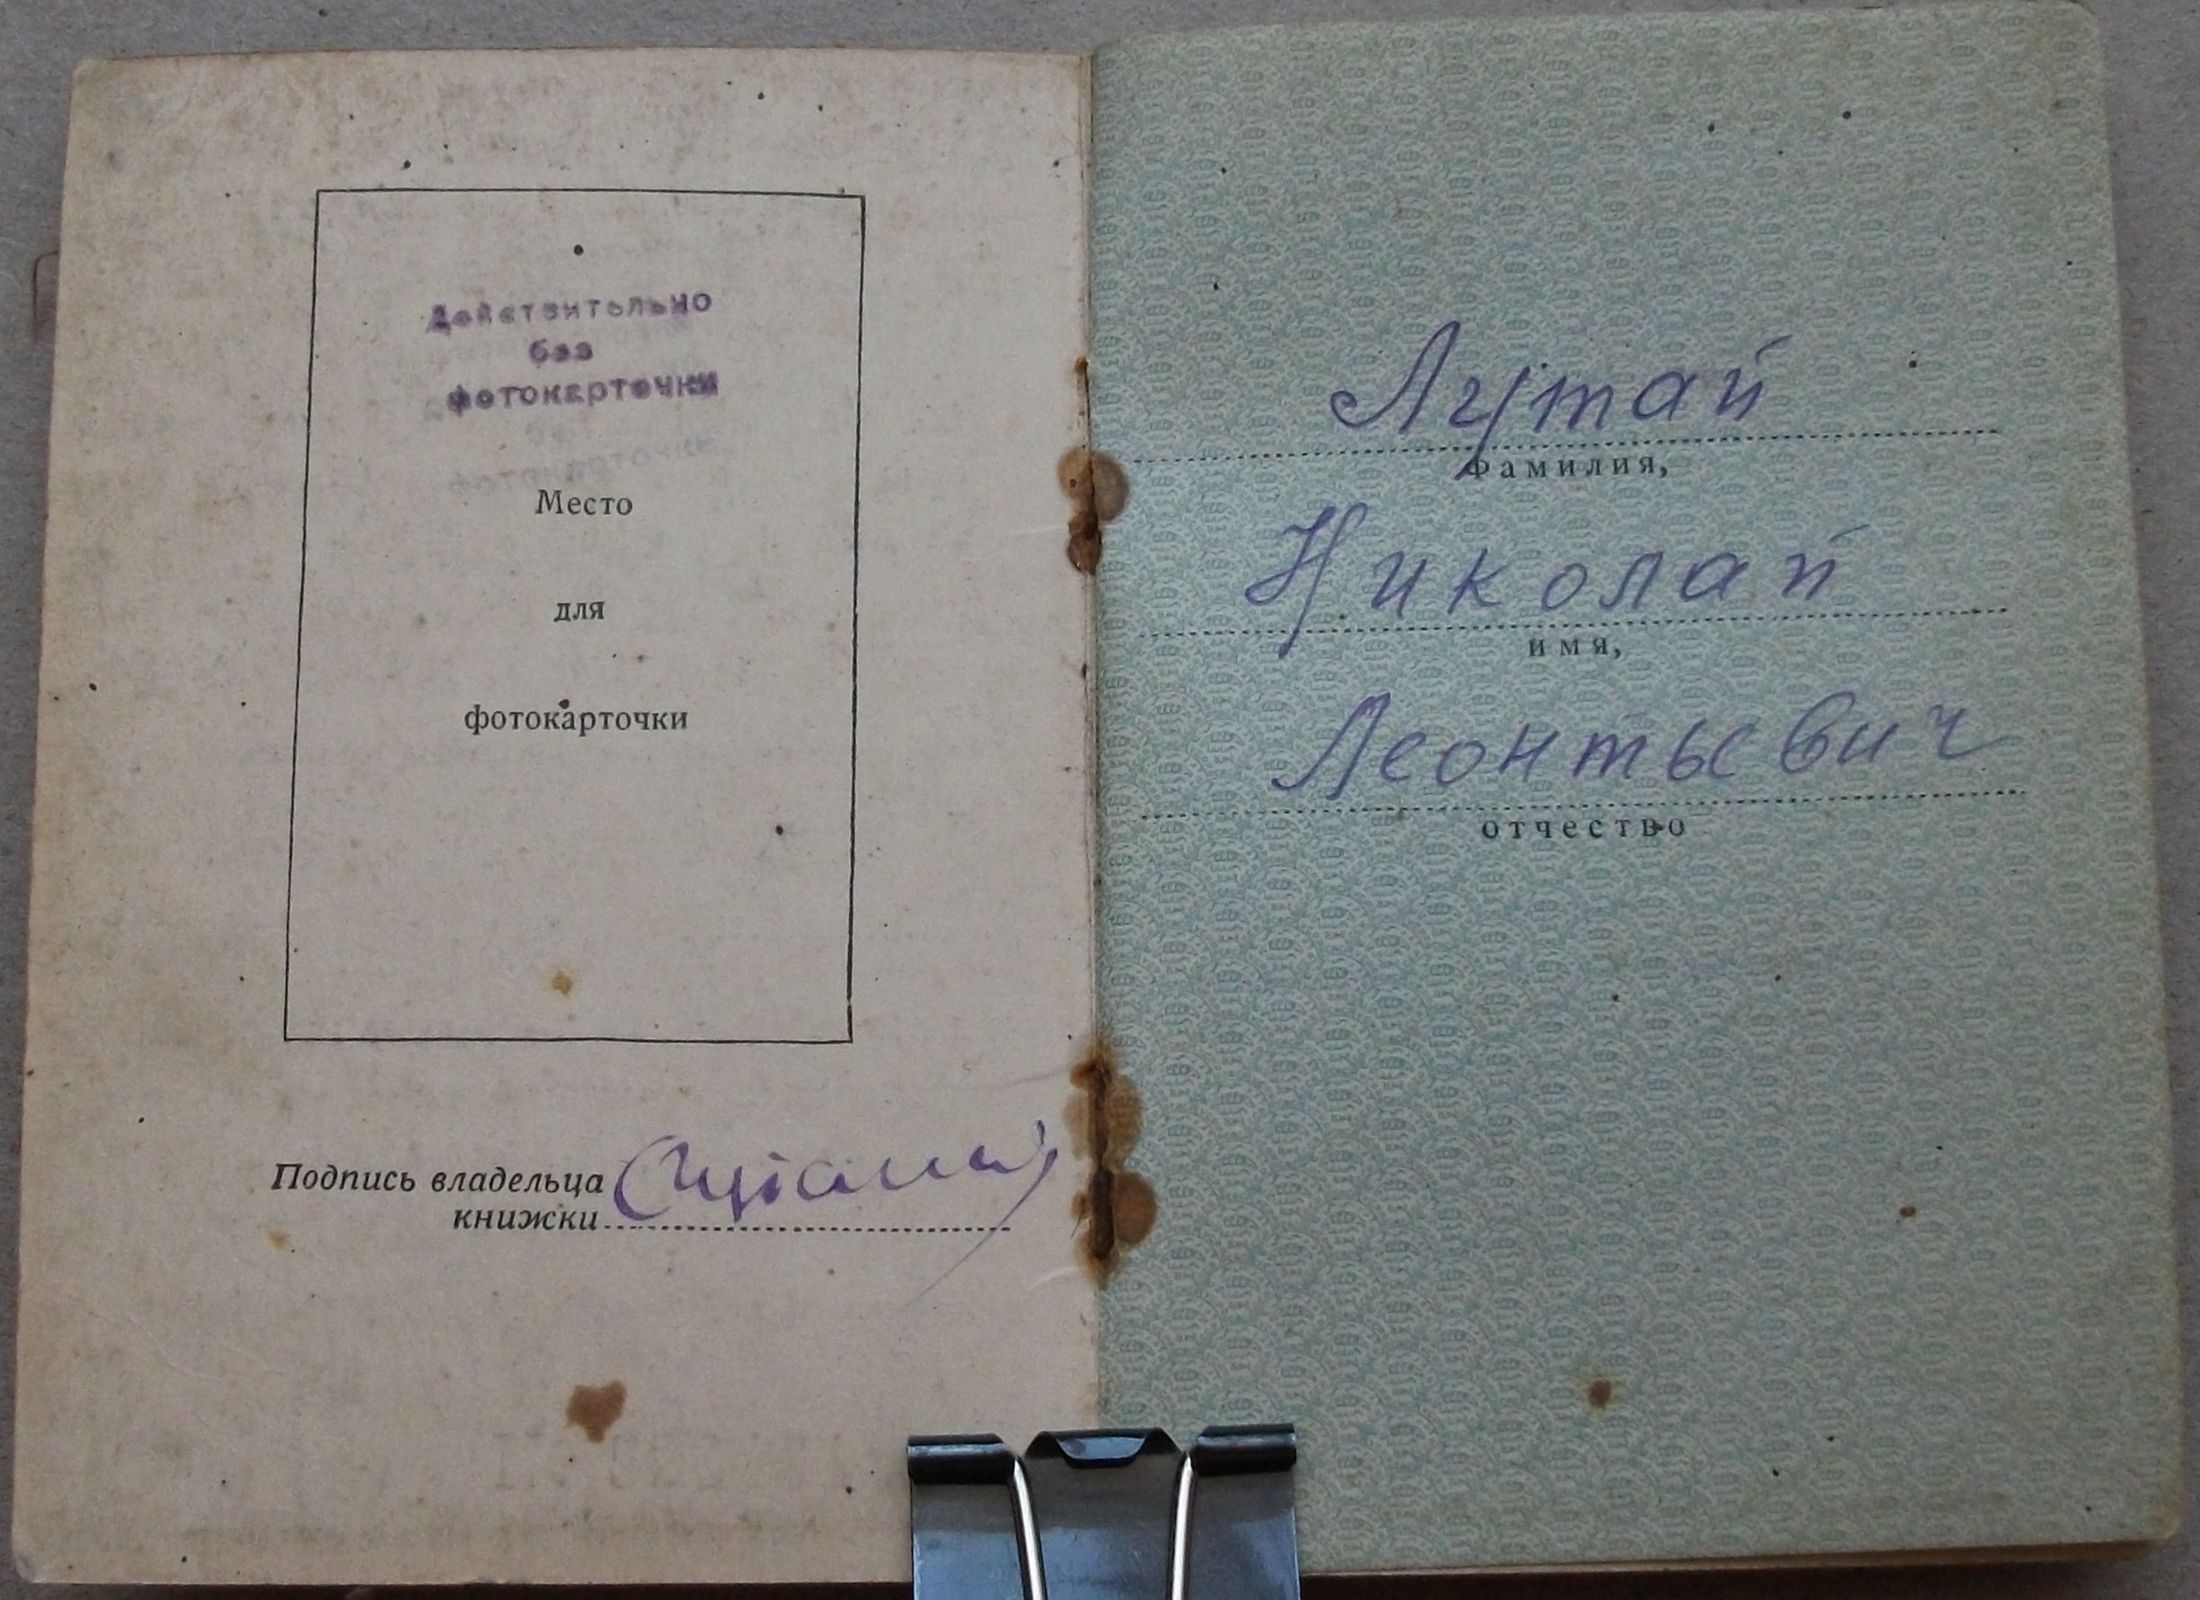 Действительно
без
фотокарточки
Место
для
фотокарточки
Подпись владельца
книжки
Лутай
фамилия,
Николай
имя,
Леонтьевич
отчество